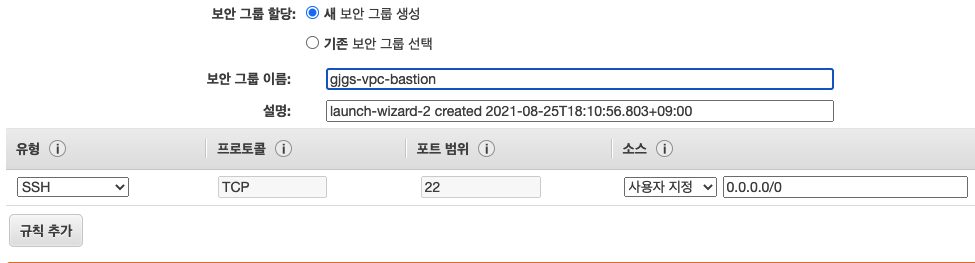 보안 그룹 할당: 새 보안 그룹 생성
기존 보안 그룹 선택
보안 그룹 이름: gjgs-vpc-bastion
설명: launch-wizard-2 created 2021-08-25T18:10:56.803+09:00
유형 i 프로토콜 i 포트 범위 i 소스 i
SSH TCP 22 사용자 지정 0.0.0.0/0
규칙 추가